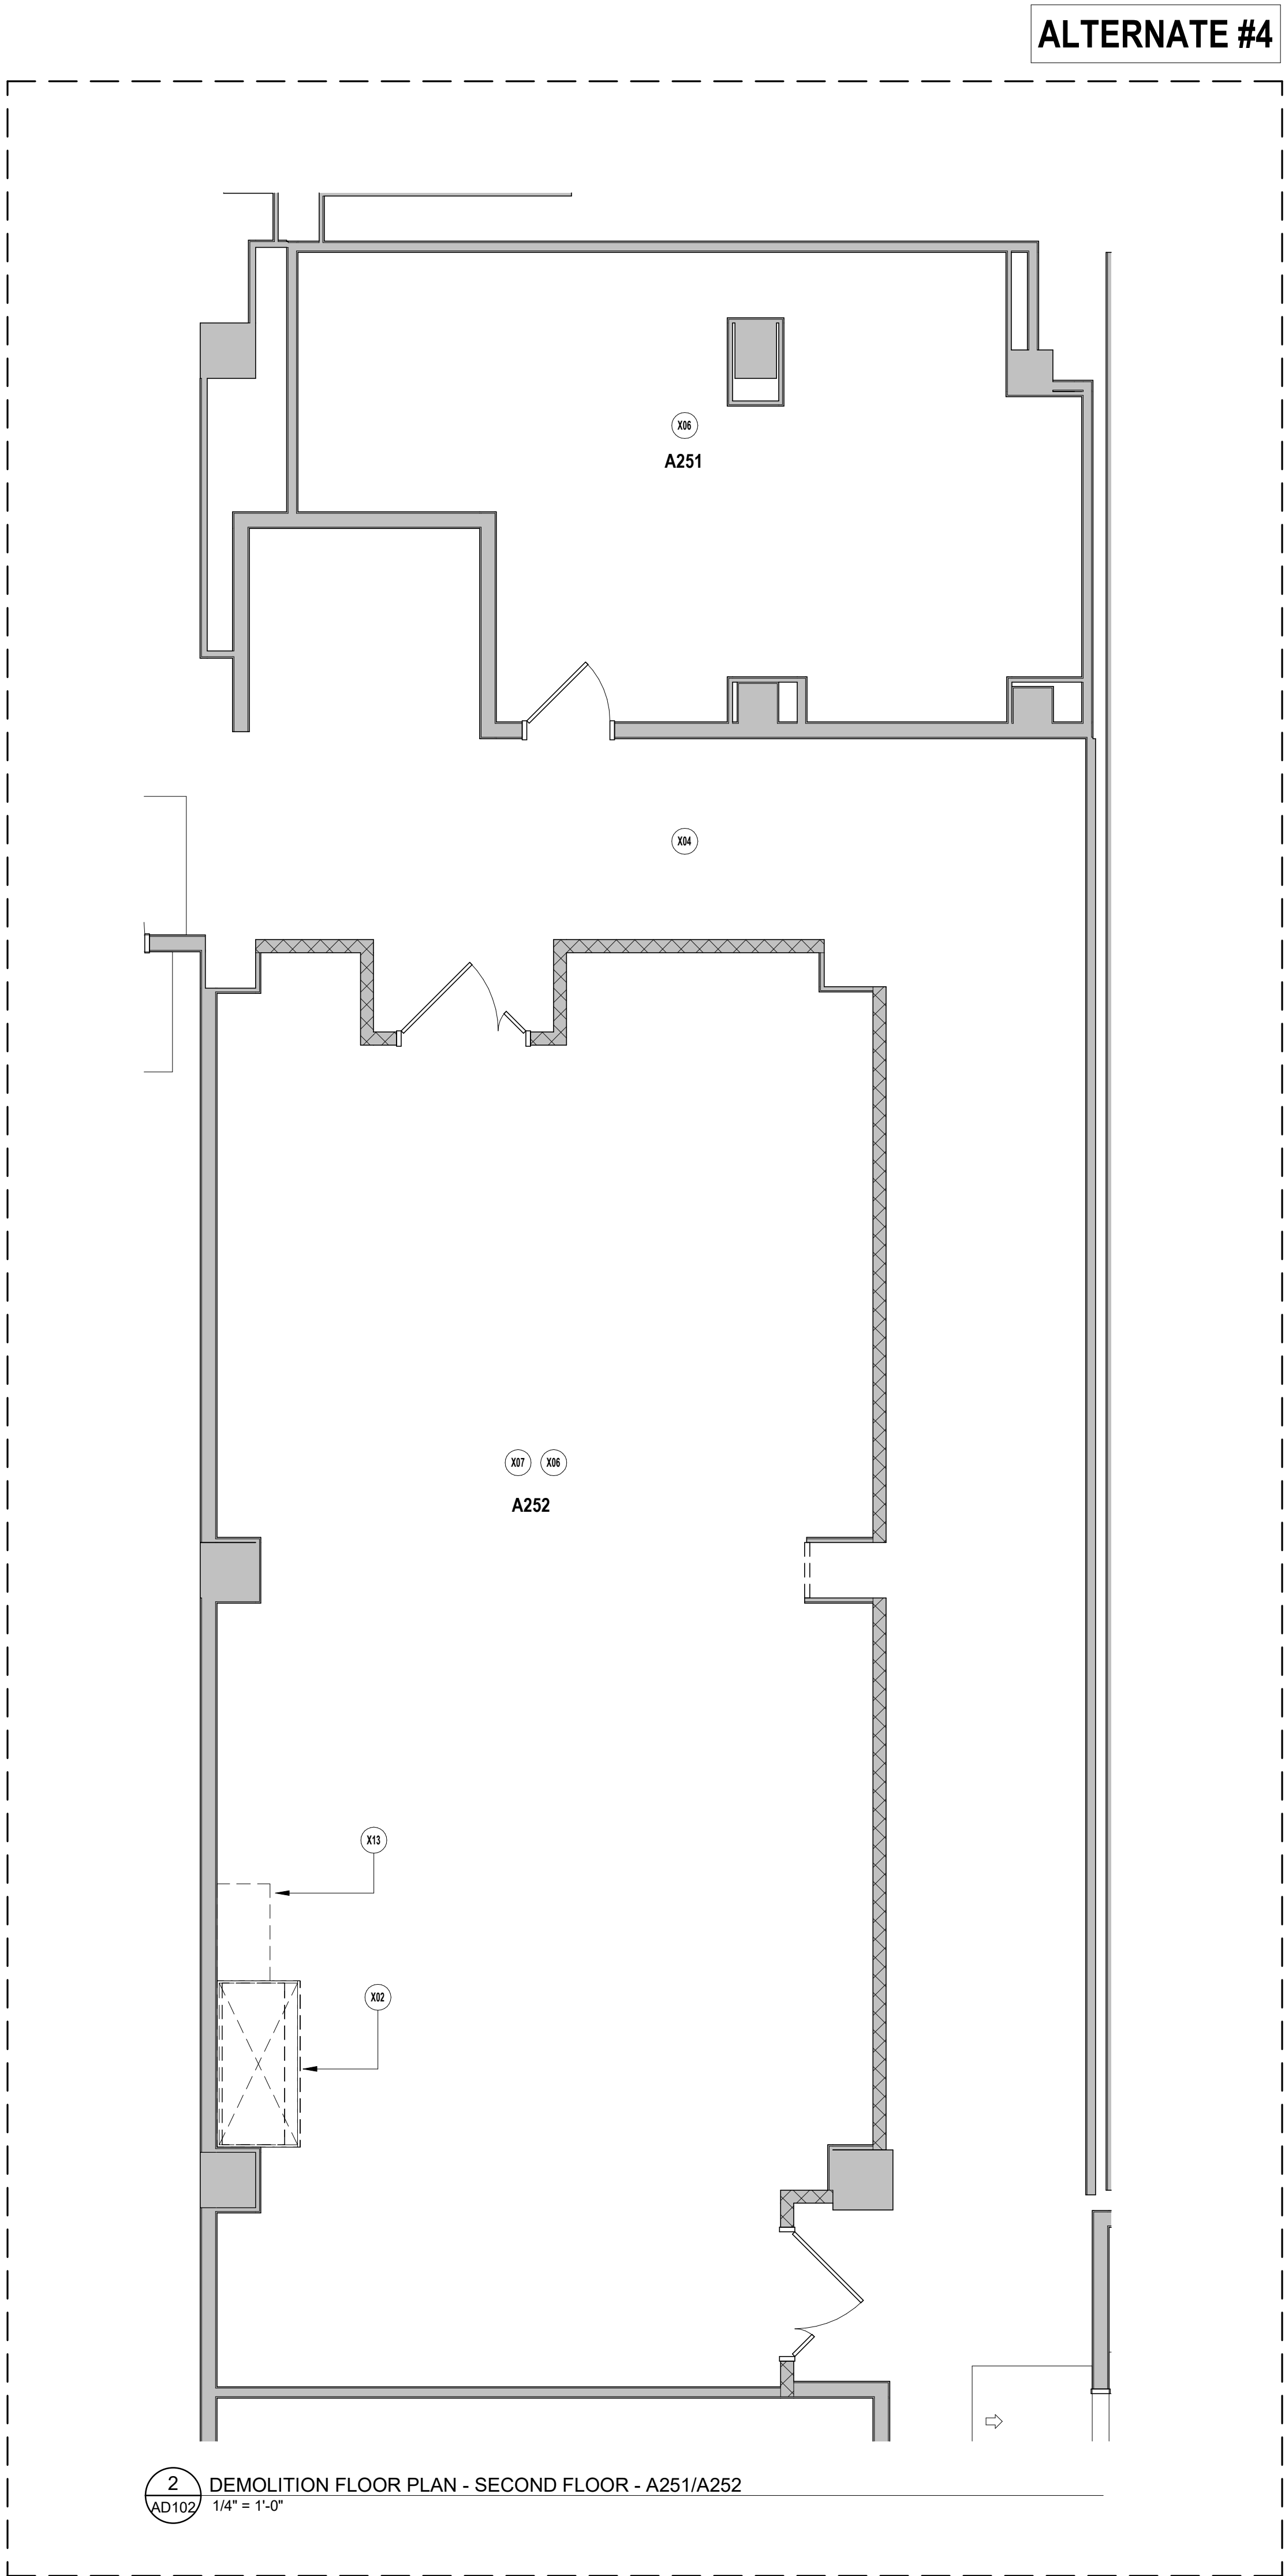 ALTERNATE #4
X06
A251
X04
X07 X06
A252
X13
X02
2
AD102
DEMOLITION FLOOR PLAN - SECOND FLOOR - A251/A252
1/4" = 1'-0"